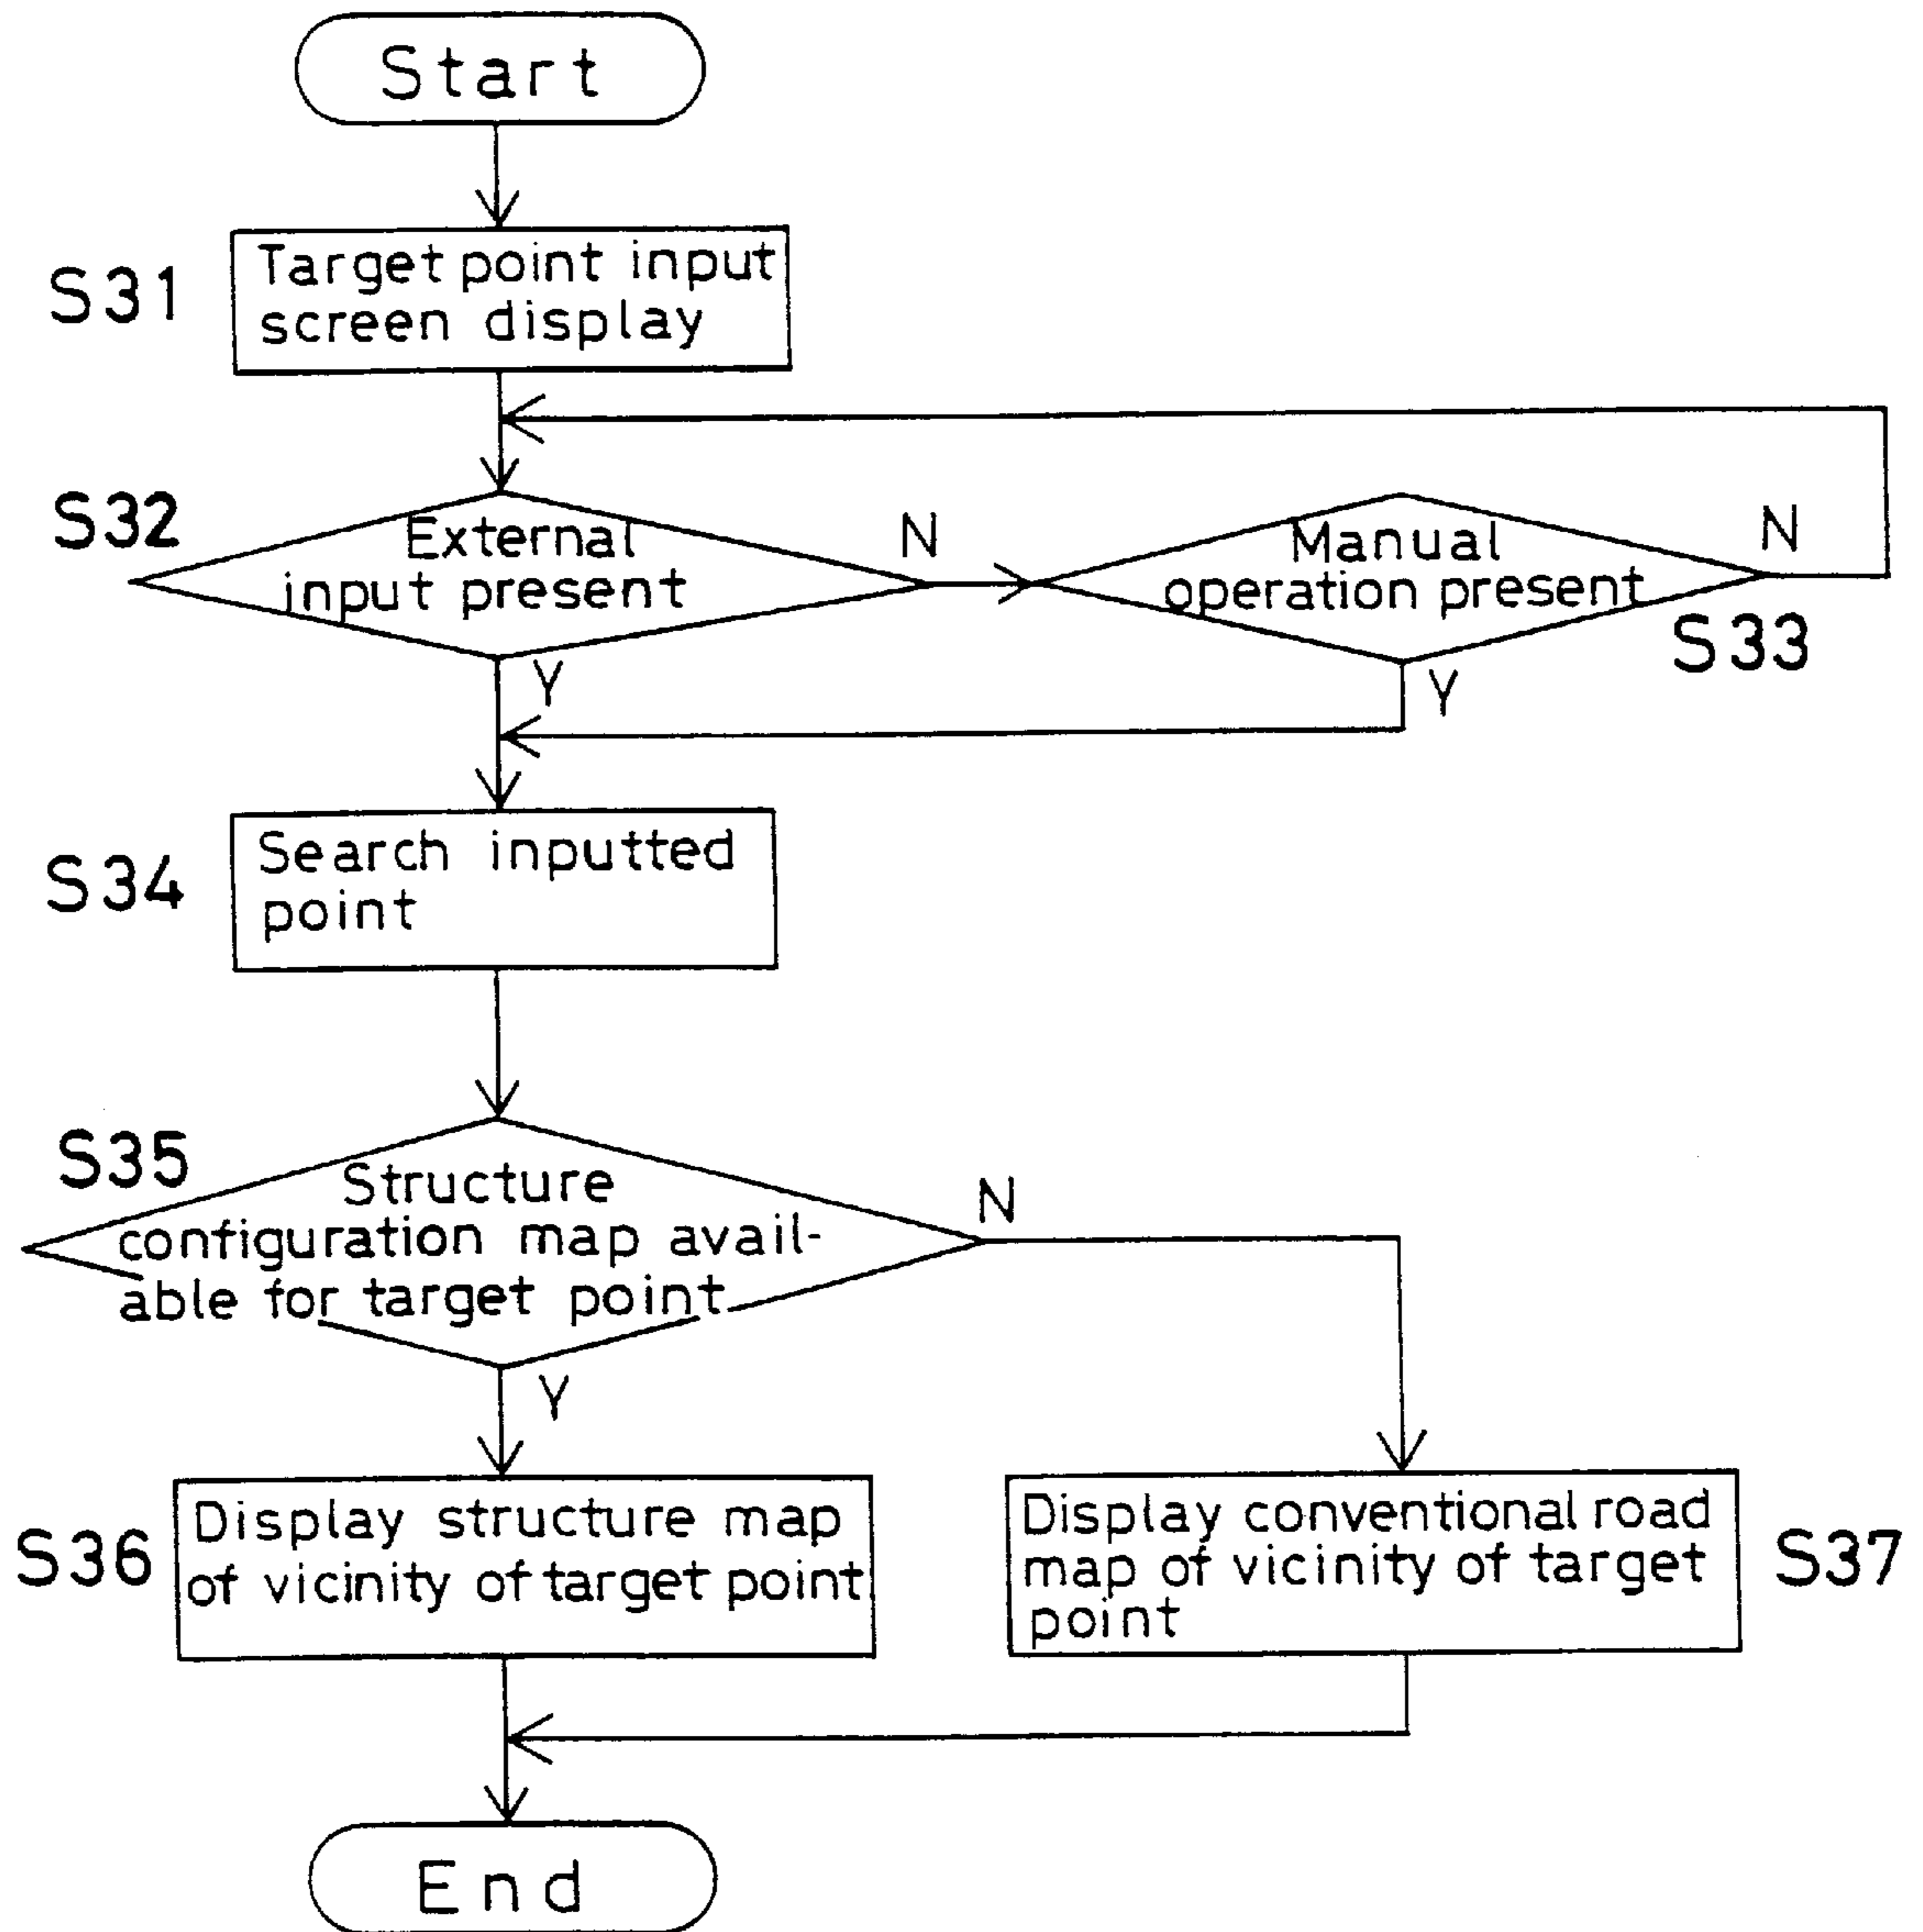 Start
S31
Target point input
screen display
S32
External
input present
N
Y
Manual
operation present
N
S33
Y
S34
Search inputted
point
S35
Structure
configuration map avail-
able for target point
N
Y
S36
Display structure map
of vicinity of target point
Display conventional road
map of vicinity of target
point
S37
End